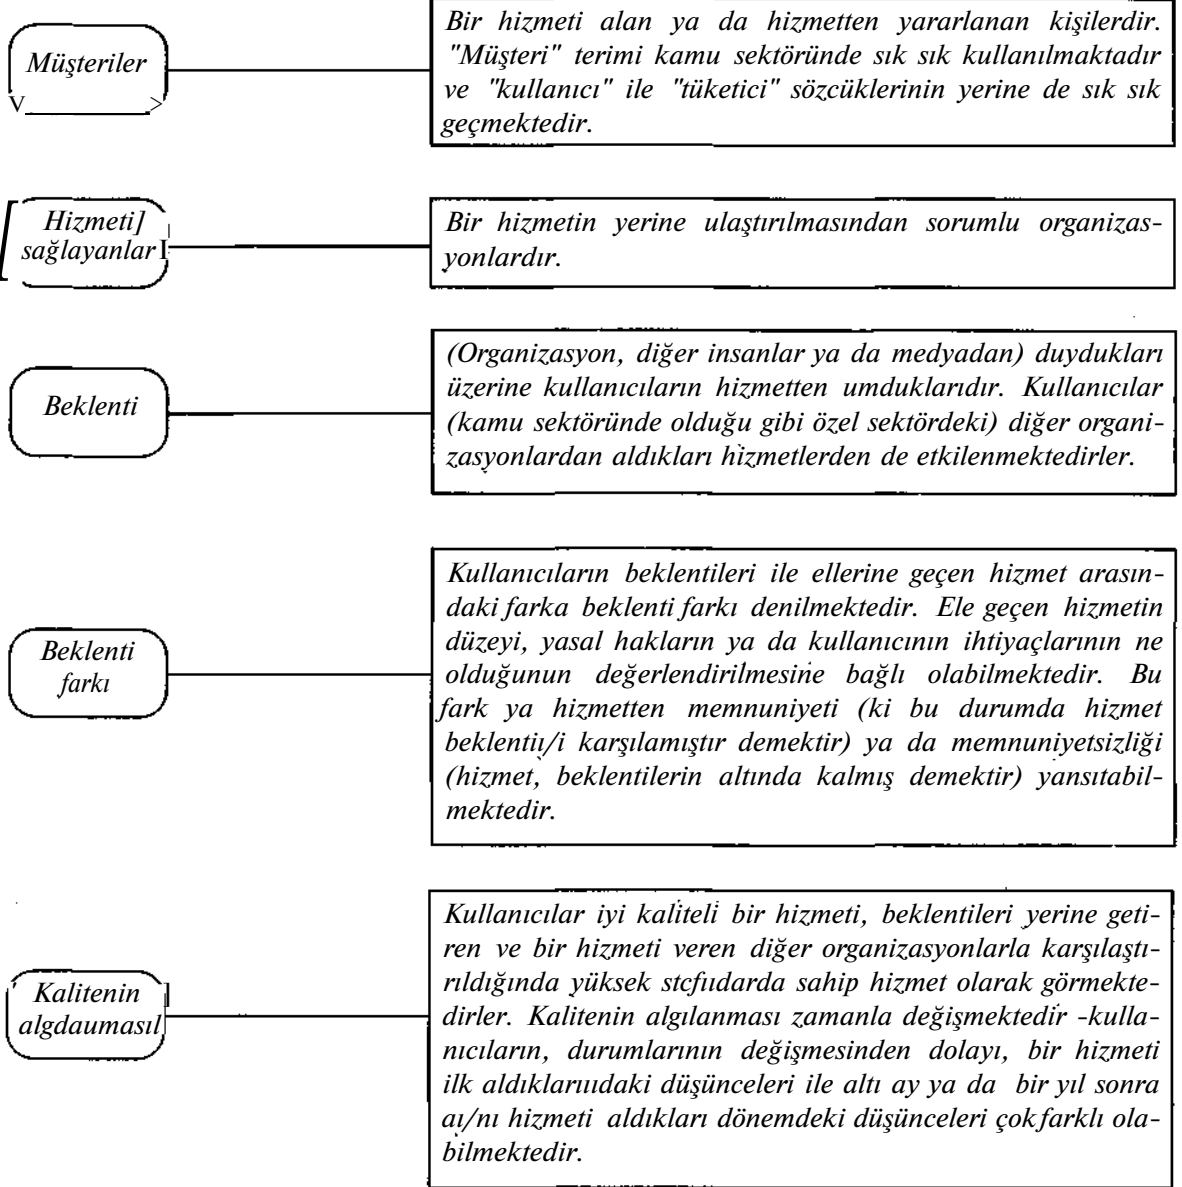 Müşteriler
V >
Bir hizmeti alan ya da hizmetten yararlanan kişilerdir.
"Müşteri" terimi kamu sektöründe sık sık kullanılmaktadır
ve "kullanıcı" ile "tüketici" sözcüklerinin yerine de sık sık
geçmektedir.
[ Hizmeti]
sağlayanlar I
Bir hizmetin yerine ulaştırılmasından sorumlu organizas-
yonlardır.
Beklenti
(Organizasyon, diğer insanlar ya da medyadan) duydukları
üzerine kullanıcıların hizmetten umduklarıdır. Kullanıcılar
(kamu sektöründe olduğu gibi özel sektördeki) diğer organi-
zasyonlardan aldıkları hizmetlerden de etkilenmektedirler.
Beklenti
farkı
Kullanıcıların beklentileri ile ellerine geçen hizmet arasın-
daki farka beklenti farkı denilmektedir. Ele geçen hizmetin
düzeyi, yasal hakların ya da kullanıcının ihtiyaçlarının ne
olduğunun değerlendirilmesine bağlı olabilmektedir. Bu
fark ya hizmetten memnuniyeti (ki bu durumda hizmet
beklentiı/i karşılamıştır demektir) ya da memnuniyetsizliği
(hizmet, beklentilerin altında kalmış demektir) yansıtabil-
mektedir.
Kalitenin ]
algdaumasıl
Kullanıcılar iyi kaliteli bir hizmeti, beklentileri yerine geti-
ren ve bir hizmeti veren diğer organizasyonlarla karşılaştı-
rıldığında yüksek stcfııdarda sahip hizmet olarak görmekte-
dirler. Kalitenin algılanması zamanla değişmektedir -kulla-
nıcıların, durumlarının değişmesinden dolayı, bir hizmeti
ilk aldıklarııdaki düşünceleri ile altı ay ya da bir yıl sonra
aı/nı hizmeti aldıkları dönemdeki düşünceleri çok farklı ola-
bilmektedir.